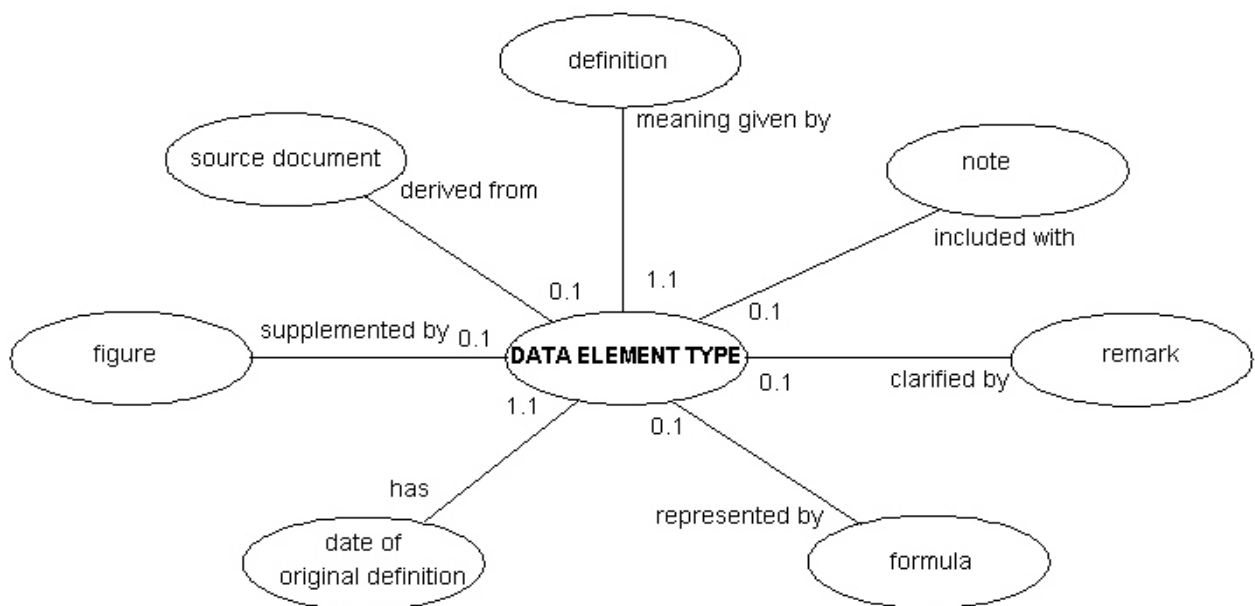 definition
meaning given by
source document
derived from
note
included with
0.1
1.1
0.1
supplemented by
0.1
figure
DATA ELEMENT TYPE
remark
clarified by
0.1
1.1
0.1
has
represented by
date of
original definition
formula